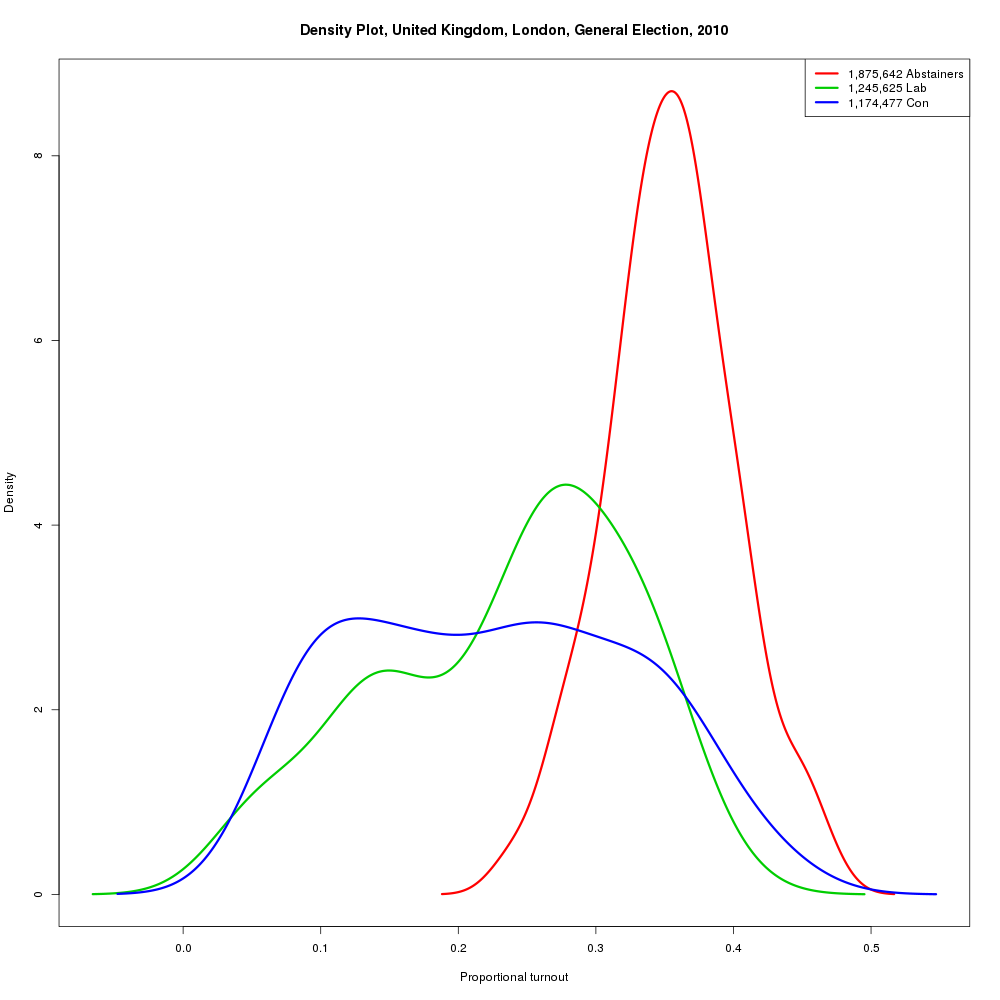 Density Plot, United Kingdom, London, General Election, 2010
1,875,642 Abstainers
1,245,625 Lab
1,174,477 Con
Density
8
6
4
2
0
0.0 0.1 0.2 0.3 0.4 0.5
Proportional turnout